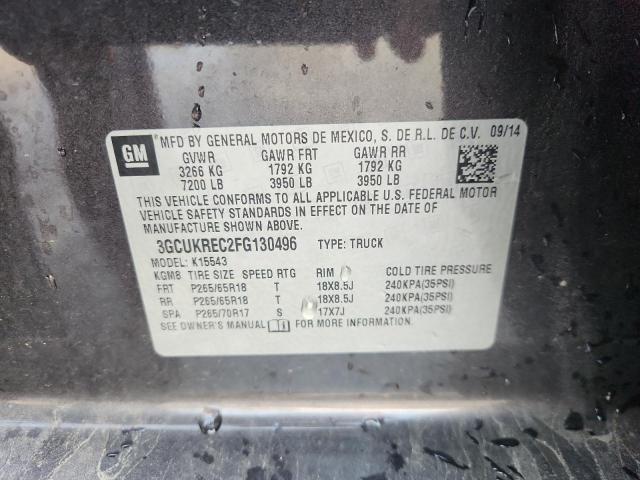 GM
MFD BY GENERAL MOTORS DE MEXICO, S. DE R.L. DE C.V. 09/14
GVWR GAWR FRT GAWR RR
3266 KG 1792 KG 1792 KG
7200 LB 3950 LB 3950 LB
THIS VEHICLE CONFORMS TO ALL APPLICABLE U.S. FEDERAL MOTOR
VEHICLE SAFETY STANDARDS IN EFFECT ON THE DATE OF
MANUFACTURE SHOWN ABOVE.
3GCUKREC2FG130496 TYPE: TRUCK
MODEL: K15543
KGMB TIRE SIZE SPEED RTG RIM COLD TIRE PRESSURE
FRT P265/65R18 T 18X8.5J 240KPA(35PSI)
RR P265/65R18 T 18X8.5J 240KPA(35PSI)
SPA P265/70R17 S 17X7J 240KPA(35PSI)
SEE OWNER'S MANUAL FOR MORE INFORMATION.